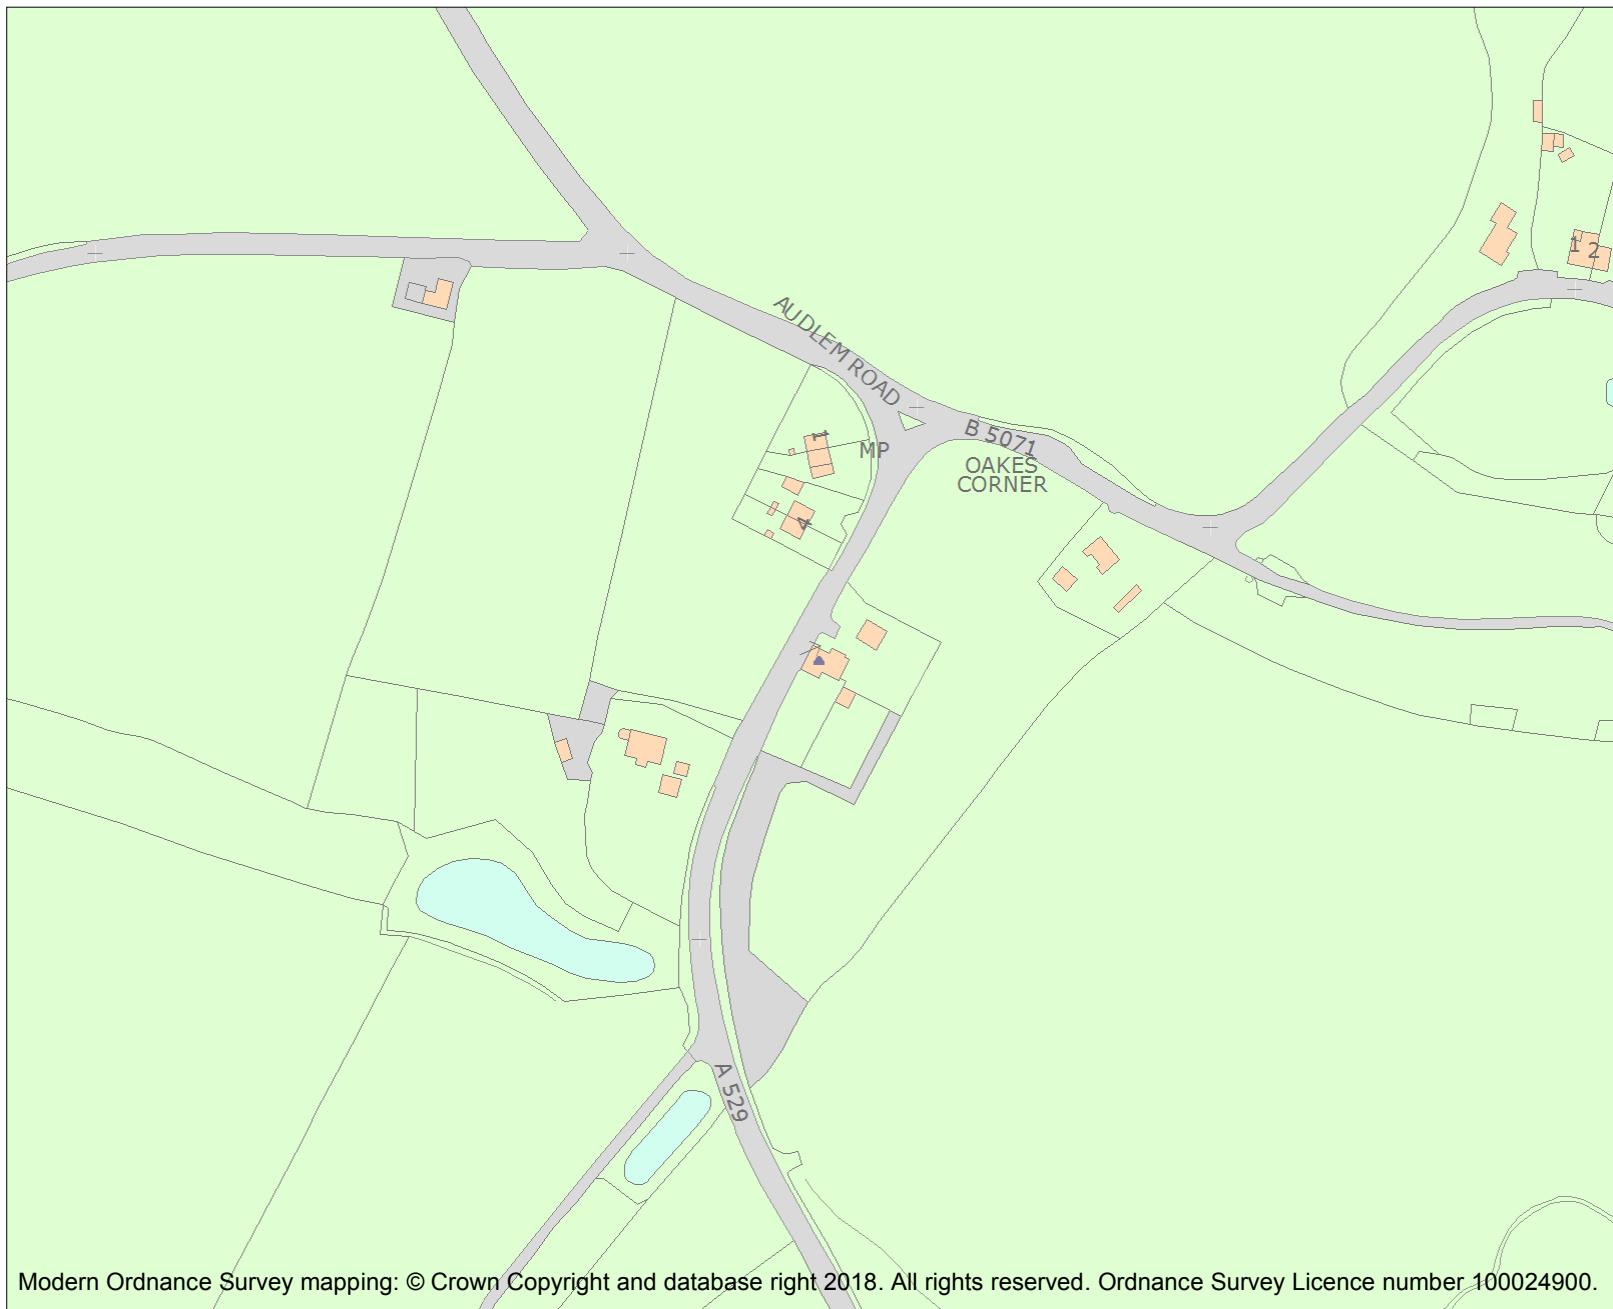 1 2
AUDLEM ROAD
B 5071
1
MP
OAKES
CORNER
4
A 529
Modern Ordnance Survey mapping: © Crown Copyright and database right 2018. All rights reserved. Ordnance Survey Licence number 100024900.